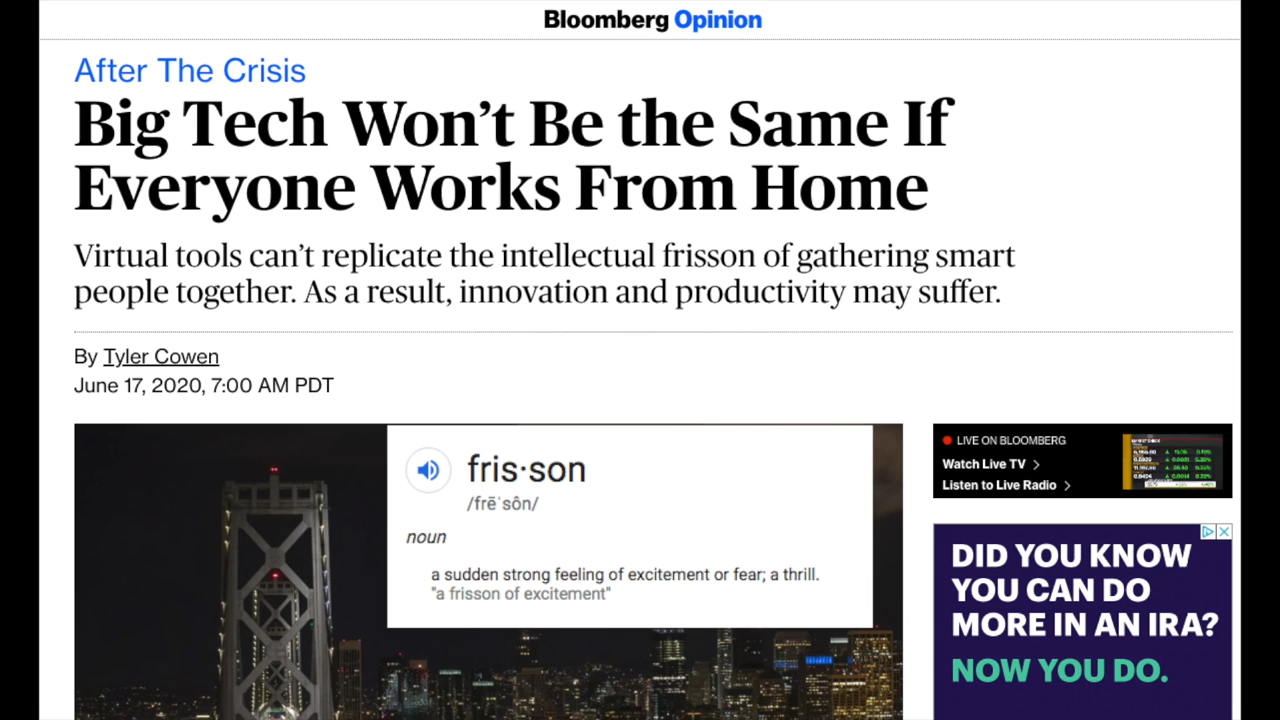 Bloomberg Opinion
After The Crisis
Big Tech Won’t Be the Same If
Everyone Works From Home
Virtual tools can’t replicate the intellectual frisson of gathering smart
people together. As a result, innovation and productivity may suffer.
By Tyler Cowen
June 17, 2020, 7:00 AM PDT
fris·son
/frēˈsôn/
noun
a sudden strong feeling of excitement or fear; a thrill.
"a frisson of excitement"
LIVE ON BLOOMBERG
Watch Live TV
Listen to Live Radio
DID YOU KNOW
YOU CAN DO
MORE IN AN IRA?
NOW YOU DO.